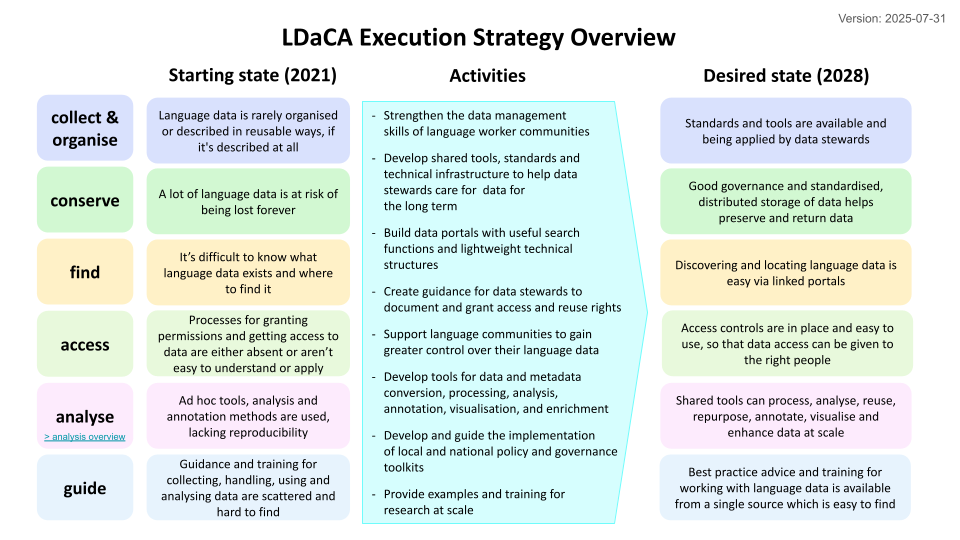 Version: 2025-07-31
LDaCA Execution Strategy Overview
Starting state (2021)
Activities
Desired state (2028)
collect &
organise
Language data is rarely organised
or described in reusable ways, if
it's described at all
Standards and tools are available and
being applied by data stewards
conserve
A lot of language data is at risk of
being lost forever
Good governance and standardised,
distributed storage of data helps
preserve and return data
find
It’s difficult to know what
language data exists and where
to find it
Discovering and locating language data is
easy via linked portals
access
Processes for granting
permissions and getting access to
data are either absent or aren’t
easy to understand or apply
Access controls are in place and easy to
use, so that data access can be given to
the right people
analyse
> analysis overview
Ad hoc tools, analysis and
annotation methods are used,
lacking reproducibility
Shared tools can process, analyse, reuse,
repurpose, annotate, visualise and
enhance data at scale
guide
Guidance and training for
collecting, handling, using and
analysing data are scattered and
hard to find
Best practice advice and training for
working with language data is available
from a single source which is easy to find
- Strengthen the data management
skills of language worker communities
- Develop shared tools, standards and
technical infrastructure to help data
stewards care for  data for
the long term
- Build data portals with useful search
functions and lightweight technical
structures
- Create guidance for data stewards to
document and grant access and reuse rights
- Support language communities to gain
greater control over their language data
- Develop tools for data and metadata
conversion, processing, analysis,
annotation, visualisation, and enrichment
- Develop and guide the implementation
of local and national policy and governance
toolkits
- Provide examples and training for
research at scale